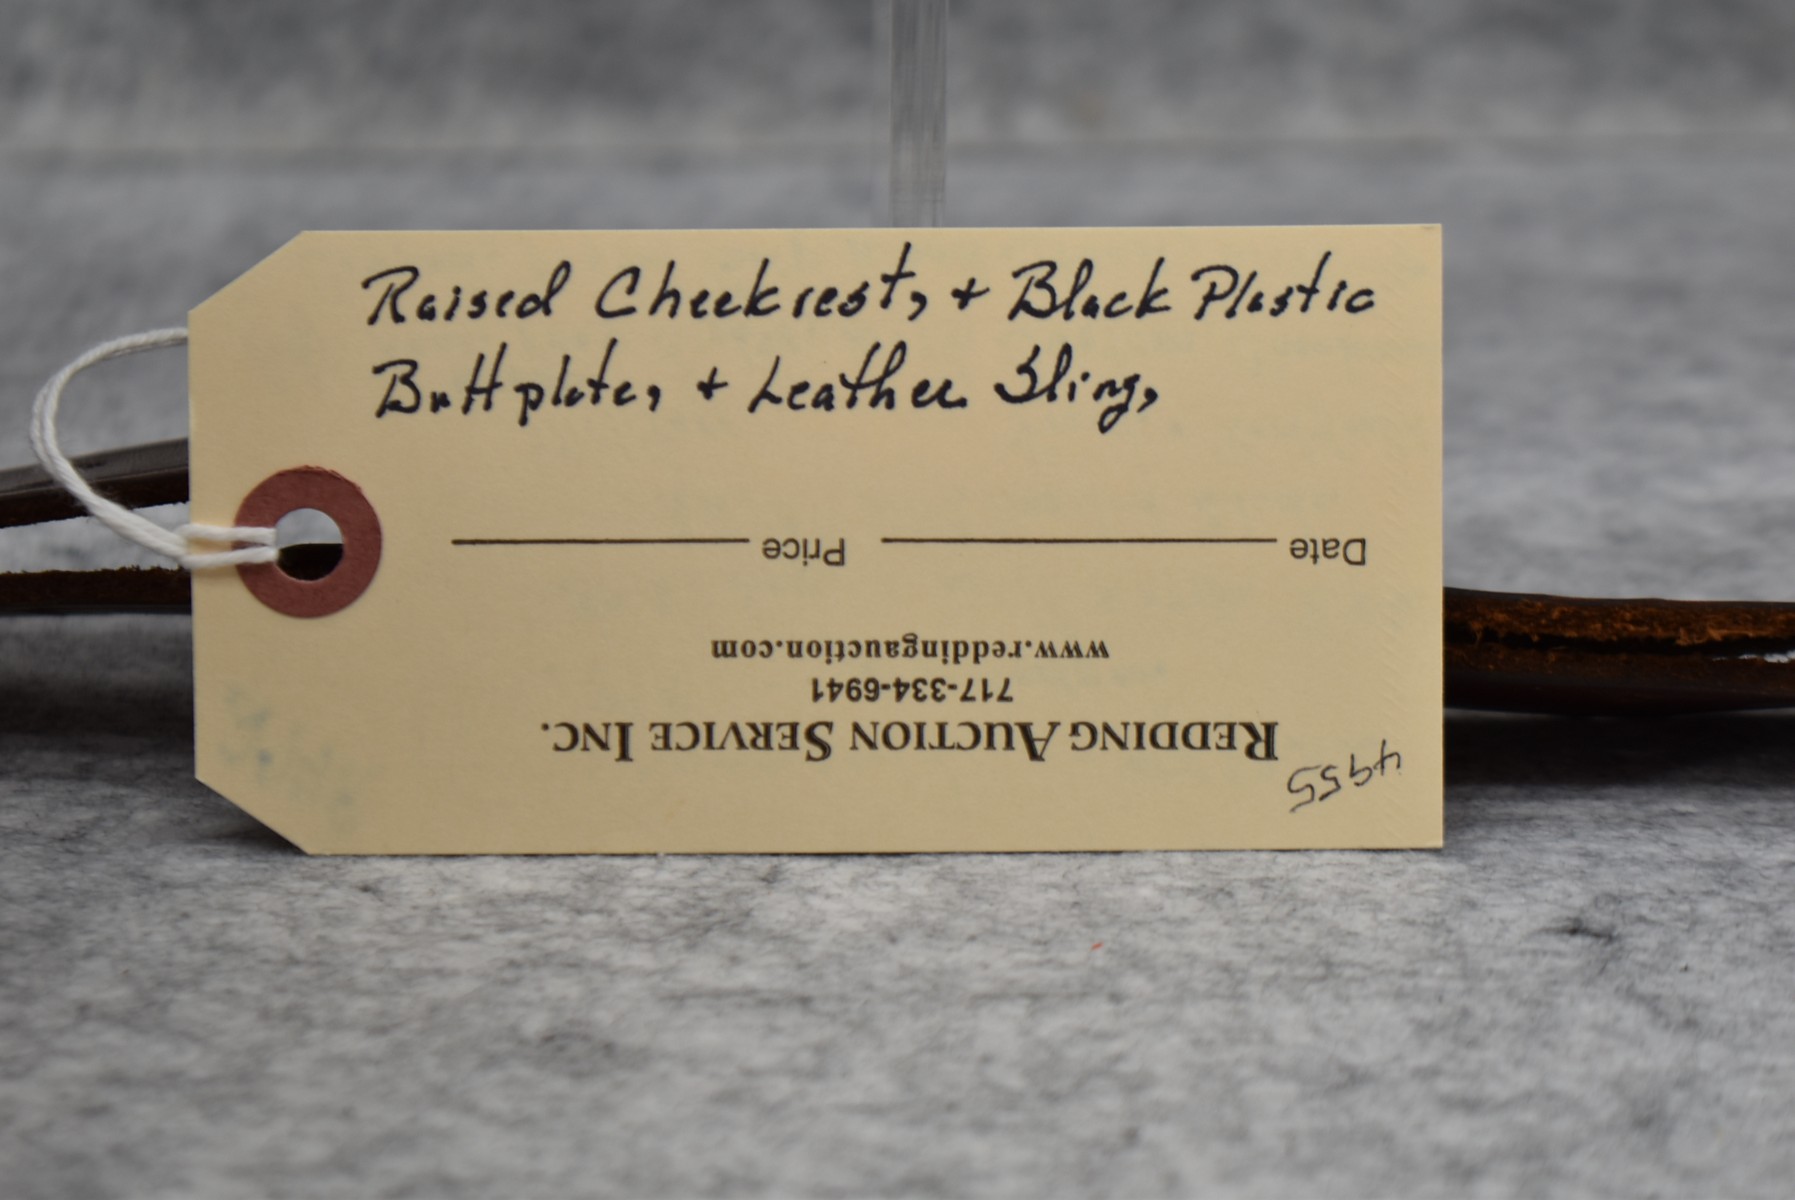 Raised Cheekrest, + Black Plastic
Buttplate, + Leather Sling,
Date Price
www.reddingauction.com
717-334-6941
REDDING AUCTION SERVICE INC.
4955